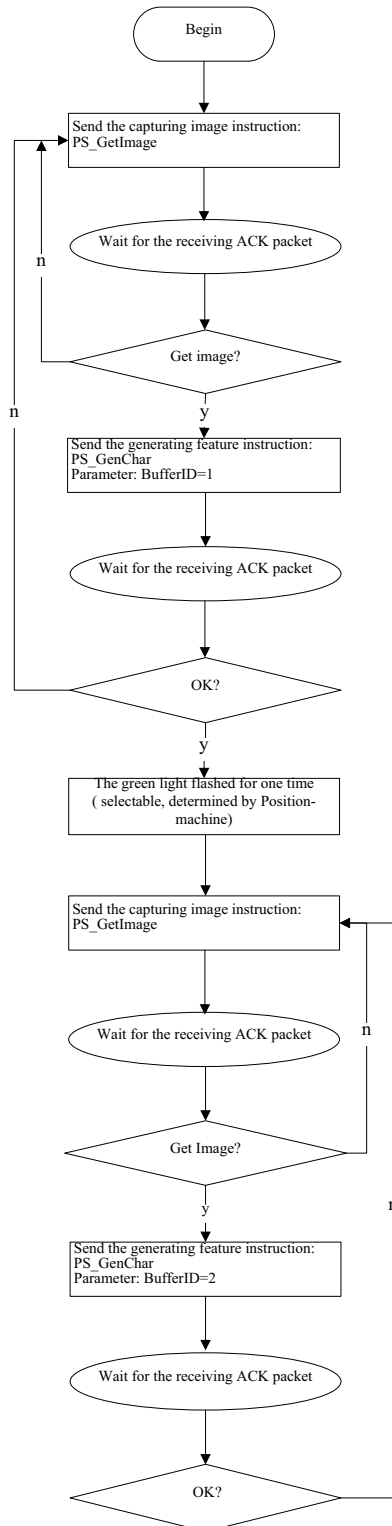 Begin
Send the capturing image instruction:
PS_GetImage
Wait for the receiving ACK packet
n
Get image?
n
y
Send the generating feature instruction:
PS_GenChar
Parameter: BufferID=1
Wait for the receiving ACK packet
OK?
y
The green light flashed for one time
( selectable, determined by Position-
machine)
Send the capturing image instruction:
PS_GetImage
Wait for the receiving ACK packet
n
Get Image?
y
Send the generating feature instruction:
PS_GenChar
Parameter: BufferID=2
Wait for the receiving ACK packet
OK?